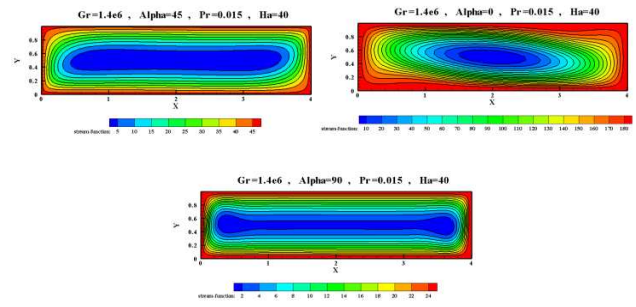 Gr=1.4e6 , Alpha=45 , Pr=0.015 , Ha=40
0.8
0.6
Y
0.4
0.2
0
0 1 2 3 4
X
stream-function: 5 10 15 20 25 30 35 40 45
Gr=1.4e6 , Alpha=0 , Pr=0.015 , Ha=40
0.8
0.6
Y
0.4
0.2
0
0 1 2 3 4
X
stream-function: 10 20 30 40 50 60 70 80 90 100 110 120 130 140 150 160 170 180
Gr=1.4e6 , Alpha=90 , Pr=0.015 , Ha=40
0.8
0.6
Y
0.4
0.2
0
0 1 2 3 4
X
stream-function: 2 4 6 8 10 12 14 16 18 20 22 24